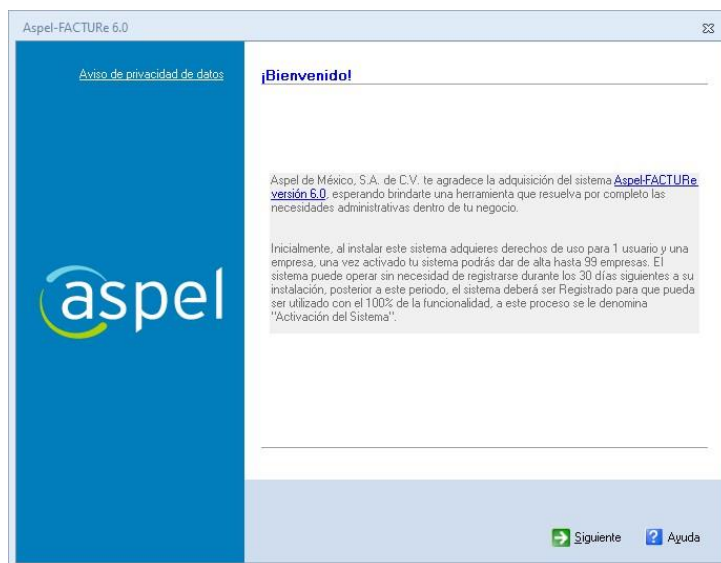 Aspel-FACTURe 6.0
Aviso de privacidad de datos
¡Bienvenido!
Aspel de México, S.A. de C.V. te agradece la adquisición del sistema Aspel-FACTURe
versión 6.0, esperando brindarte una herramienta que resuelva por completo las
necesidades administrativas dentro de tu negocio.
Inicialmente, al instalar este sistema adquieres derechos de uso para 1 usuario y una
empresa, una vez activado tu sistema podrás dar de alta hasta 99 empresas. El
sistema puede operar sin necesidad de registrarse durante los 30 días siguientes a su
instalación, posterior a este periodo, el sistema deberá ser Registrado para que pueda
ser utilizado con el 100% de la funcionalidad, a este proceso se le denomina
"Activación del Sistema".
aspel
Siguiente
Ayuda